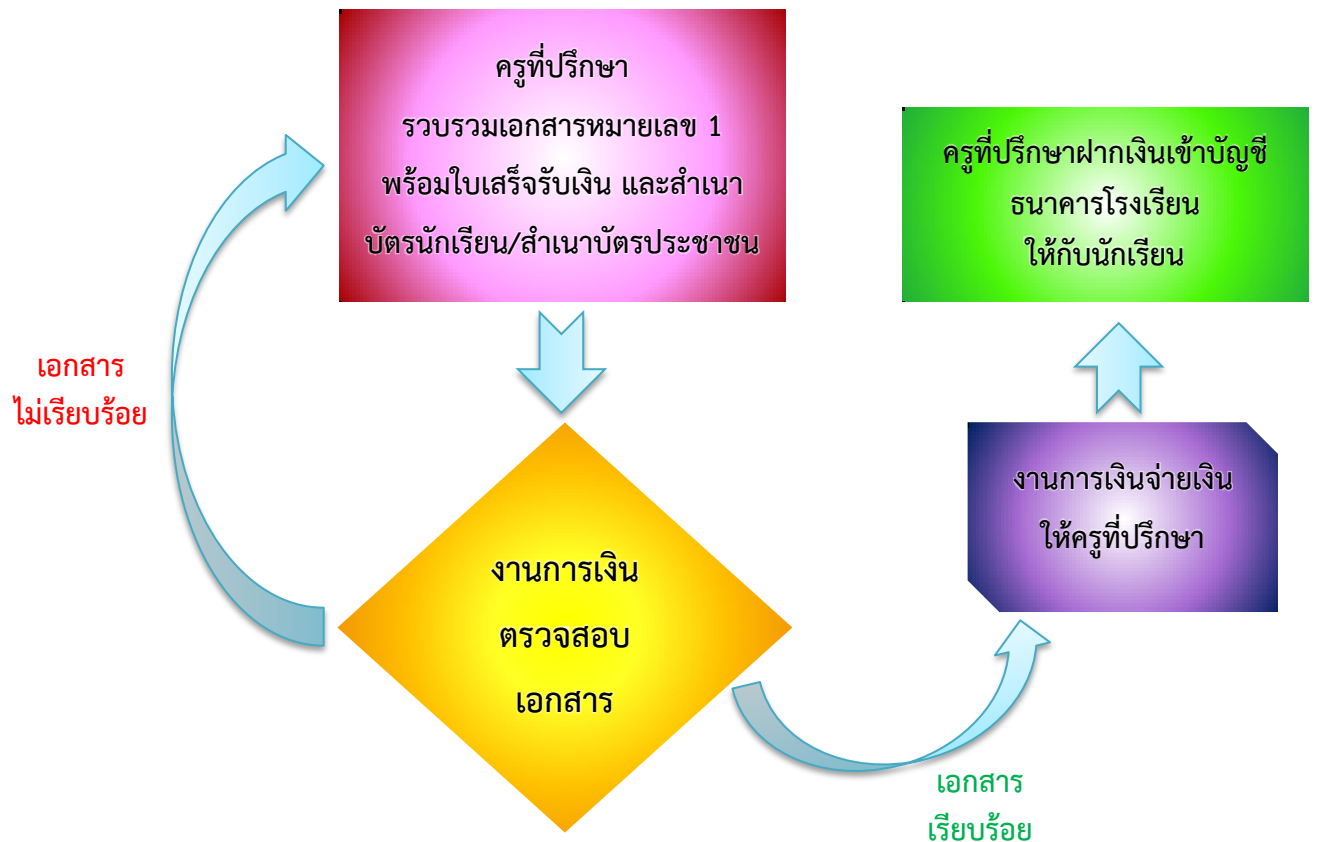 ครูที่ปรึกษา
รวบรวมเอกสารหมายเลข 1
พร้อมใบเสร็จรับเงิน และสำเนา
บัตรนักเรียน/สำเนาบัตรประชาชน
ครูที่ปรึกษาฝากเงินเข้าบัญชี
ธนาคารโรงเรียน
ให้กับนักเรียน
เอกสาร
ไม่เรียบร้อย
งานการเงินจ่ายเงิน
ให้ครูที่ปรึกษา
งานการเงิน
ตรวจสอบ
เอกสาร
เอกสาร
เรียบร้อย